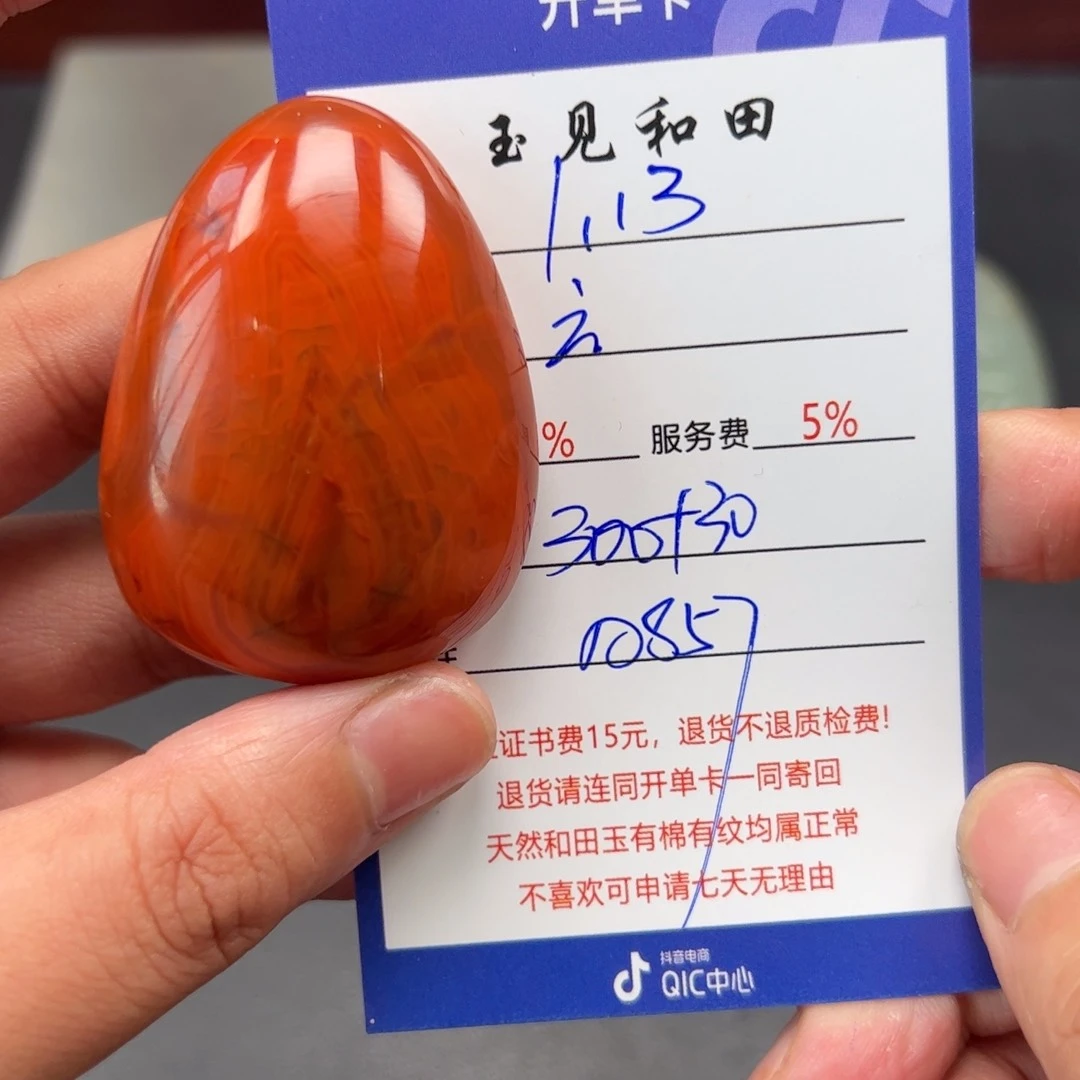 开单卡
玉见和田
1.13
云
% 服务费 5%
300+30
10857
证书费15元，退货不退质检费！
退货请连同开单卡一同寄回
天然和田玉有棉有纹均属正常
不喜欢可申请七天无理由
抖音电商
QIC中心